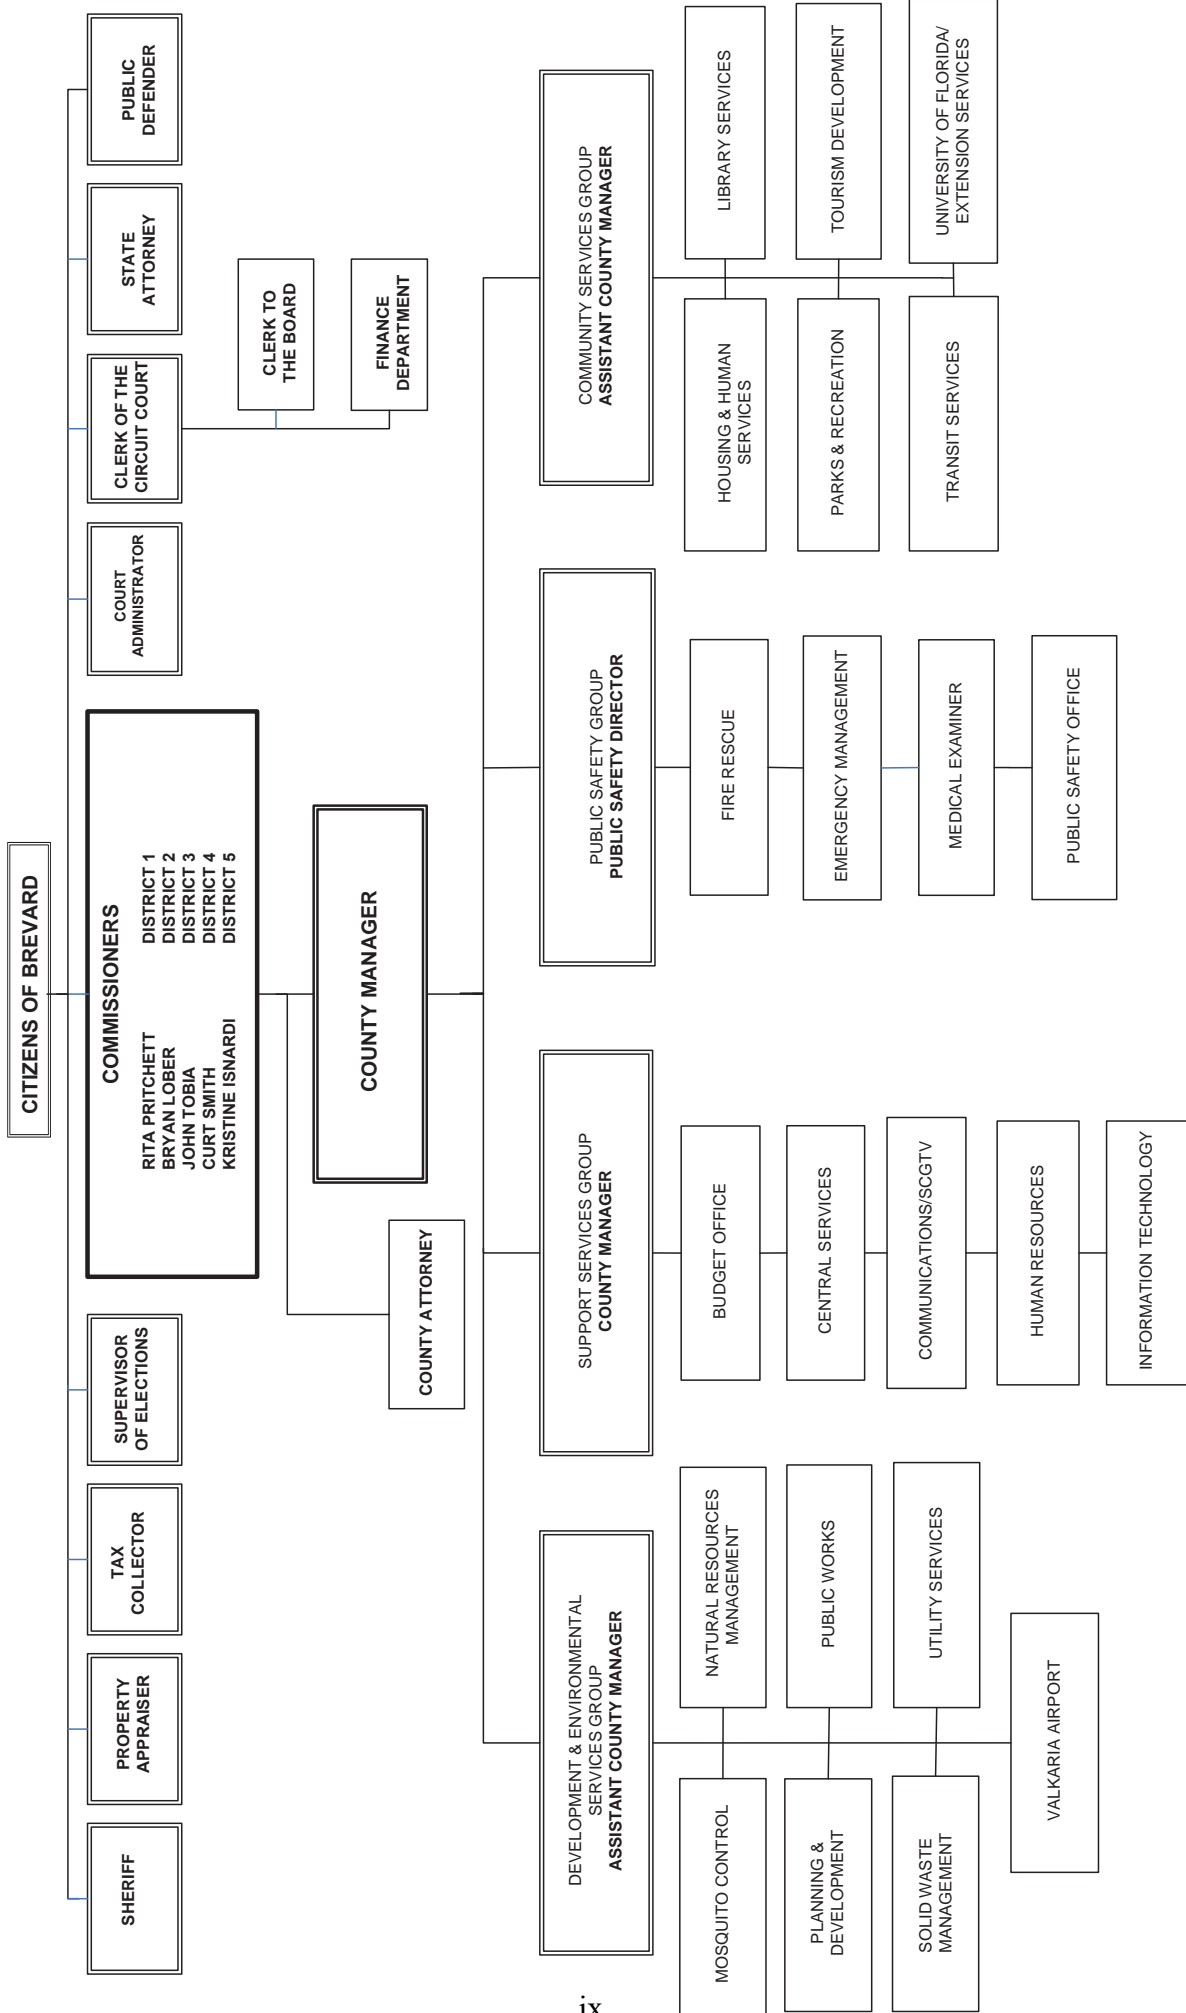 CITIZENS OF BREVARD
SHERIFF
PROPERTY
APPRAISER
TAX
COLLECTOR
SUPERVISOR
OF ELECTIONS
COMMISSIONERS
RITA PRITCHETT DISTRICT 1
BRYAN LOBER DISTRICT 2
JOHN TOBIA DISTRICT 3
CURT SMITH DISTRICT 4
KRISTINE ISNARDI DISTRICT 5
COURT
ADMINISTRATOR
CLERK OF THE
CIRCUIT COURT
STATE
ATTORNEY
PUBLIC
DEFENDER
CLERK TO
THE BOARD
FINANCE
DEPARTMENT
COUNTY MANAGER
COUNTY ATTORNEY
DEVELOPMENT & ENVIRONMENTAL
SERVICES GROUP
ASSISTANT COUNTY MANAGER
MOSQUITO CONTROL
NATURAL RESOURCES
MANAGEMENT
PLANNING &
DEVELOPMENT
PUBLIC WORKS
SOLID WASTE
MANAGEMENT
UTILITY SERVICES
VALKARIA AIRPORT
SUPPORT SERVICES GROUP
COUNTY MANAGER
BUDGET OFFICE
CENTRAL SERVICES
COMMUNICATIONS/SCGTV
HUMAN RESOURCES
INFORMATION TECHNOLOGY
PUBLIC SAFETY GROUP
PUBLIC SAFETY DIRECTOR
FIRE RESCUE
EMERGENCY MANAGEMENT
MEDICAL EXAMINER
PUBLIC SAFETY OFFICE
COMMUNITY SERVICES GROUP
ASSISTANT COUNTY MANAGER
HOUSING & HUMAN
SERVICES
LIBRARY SERVICES
PARKS & RECREATION
TOURISM DEVELOPMENT
TRANSIT SERVICES
UNIVERSITY OF FLORIDA/
EXTENSION SERVICES
ix